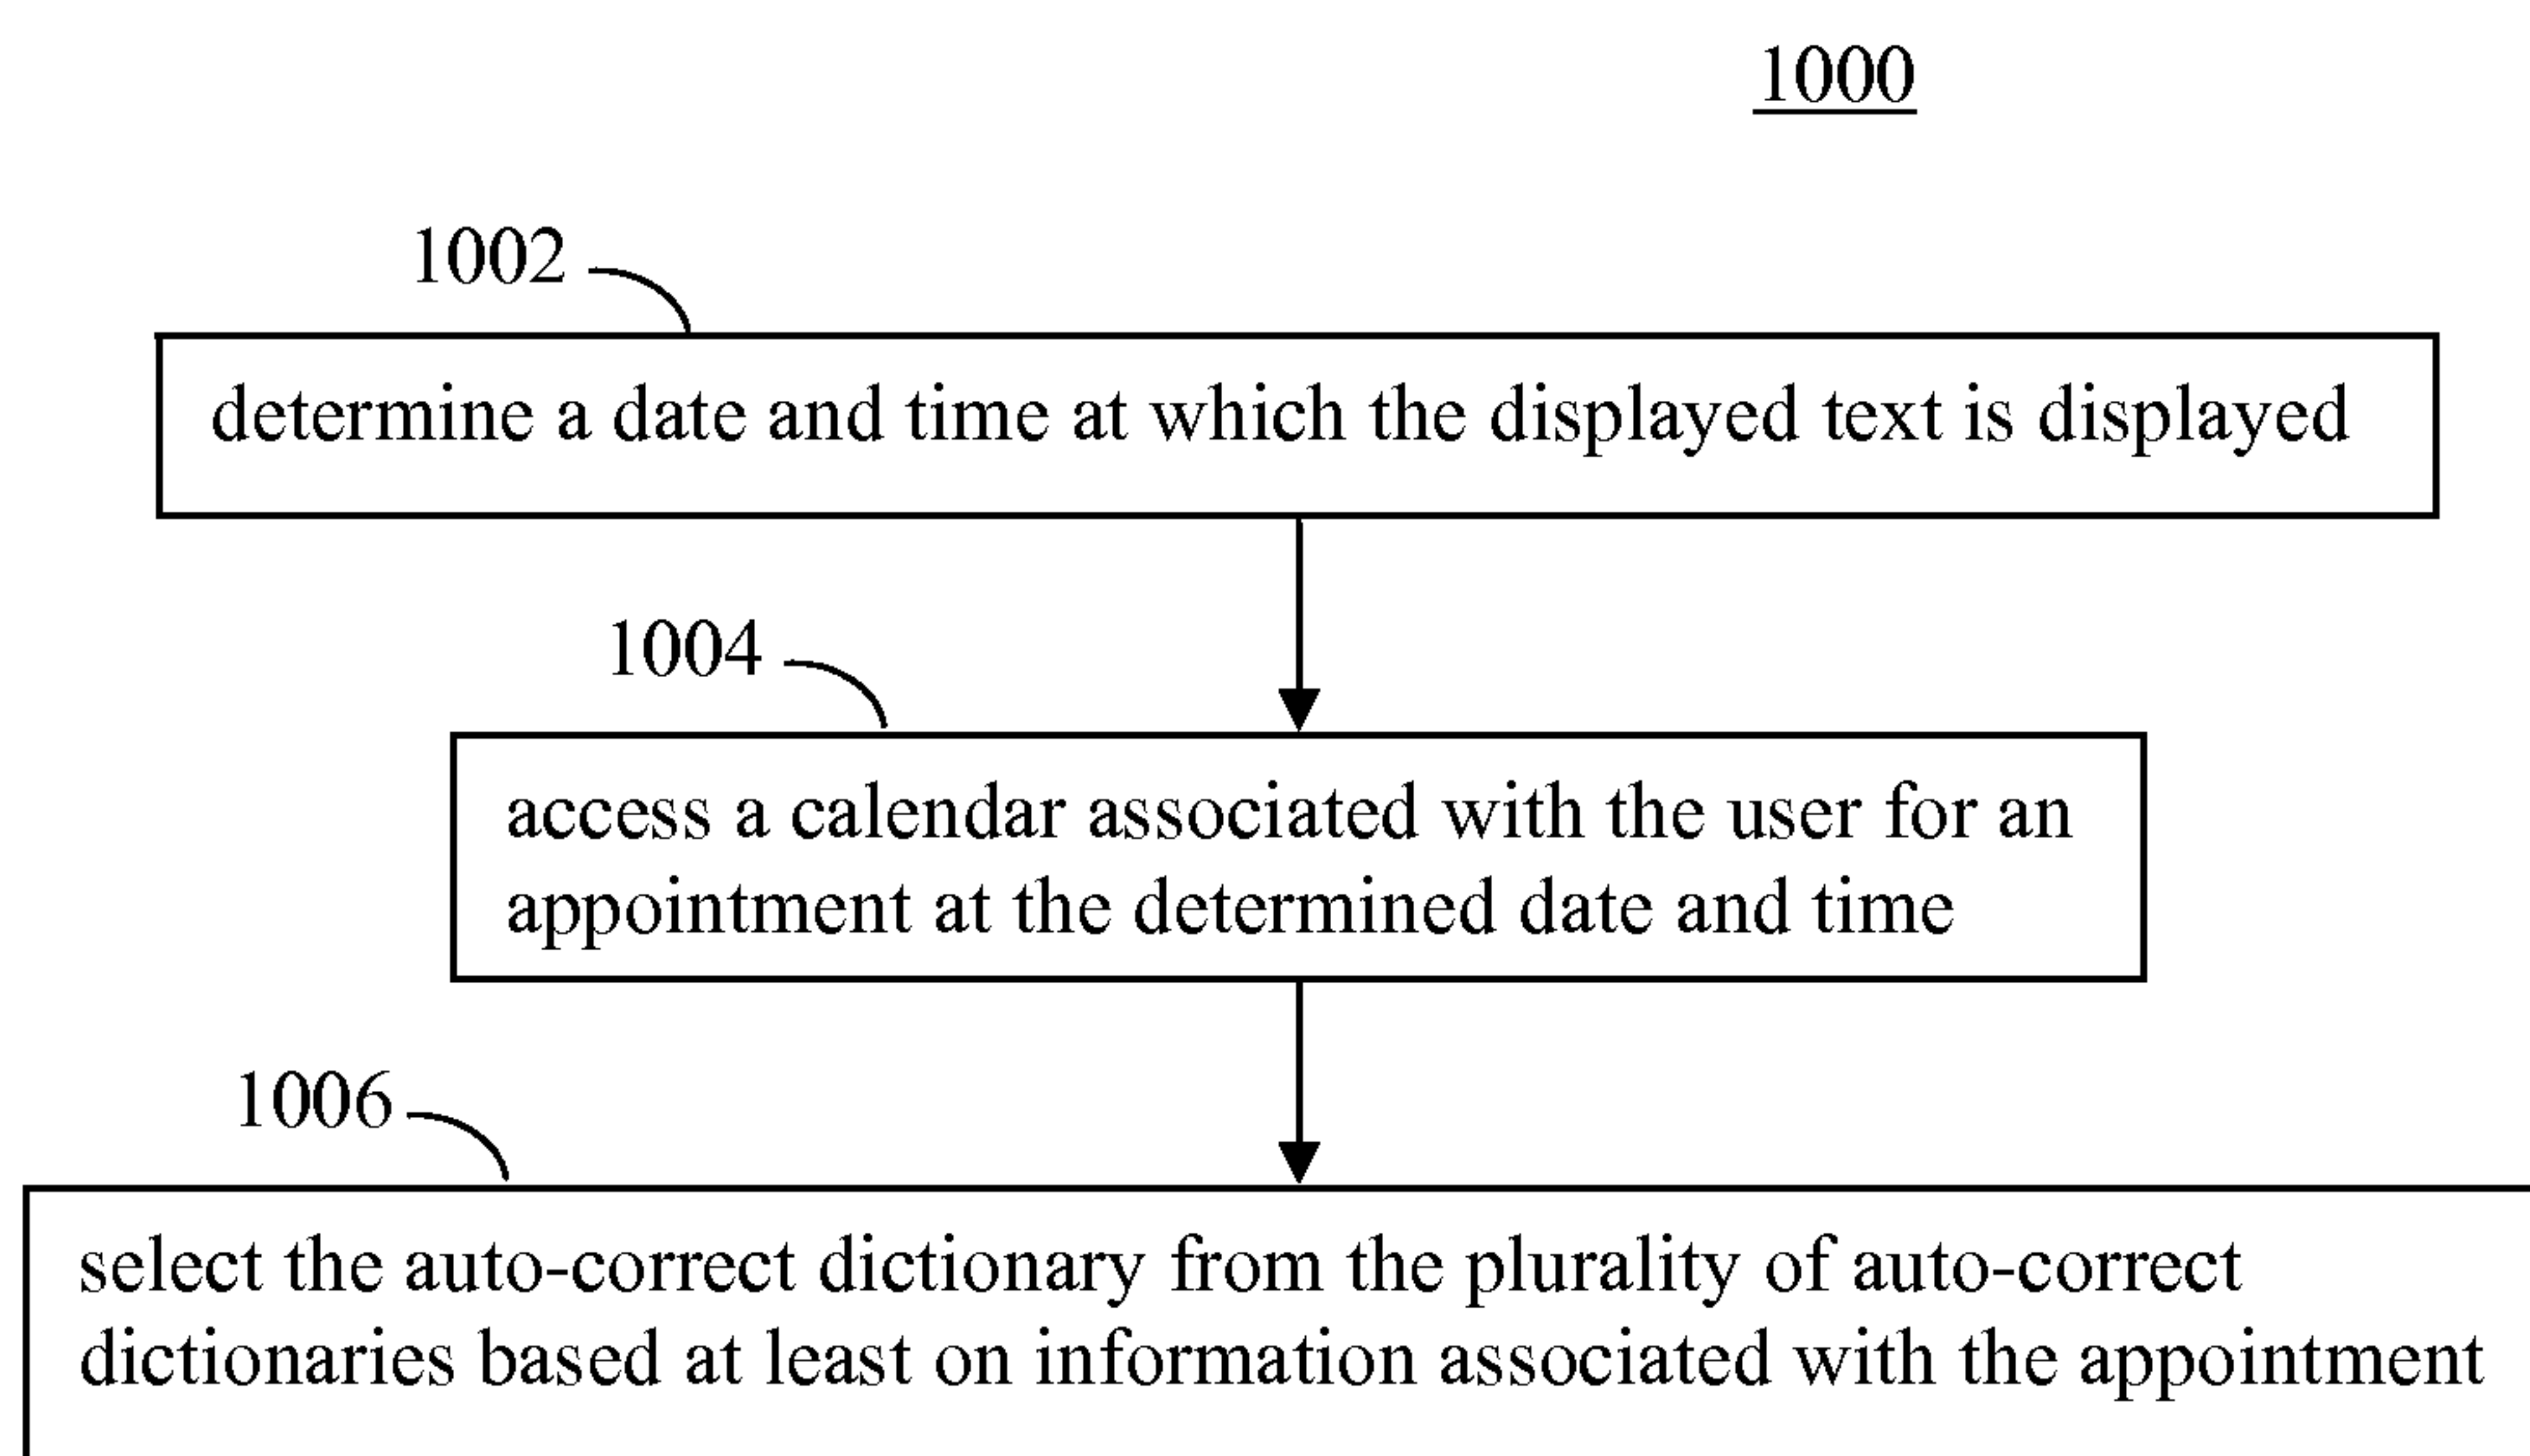 1000
1002
determine a date and time at which the displayed text is displayed
1004
access a calendar associated with the user for an
appointment at the determined date and time
1006
select the auto-correct dictionary from the plurality of auto-correct
dictionaries based at least on information associated with the appointment